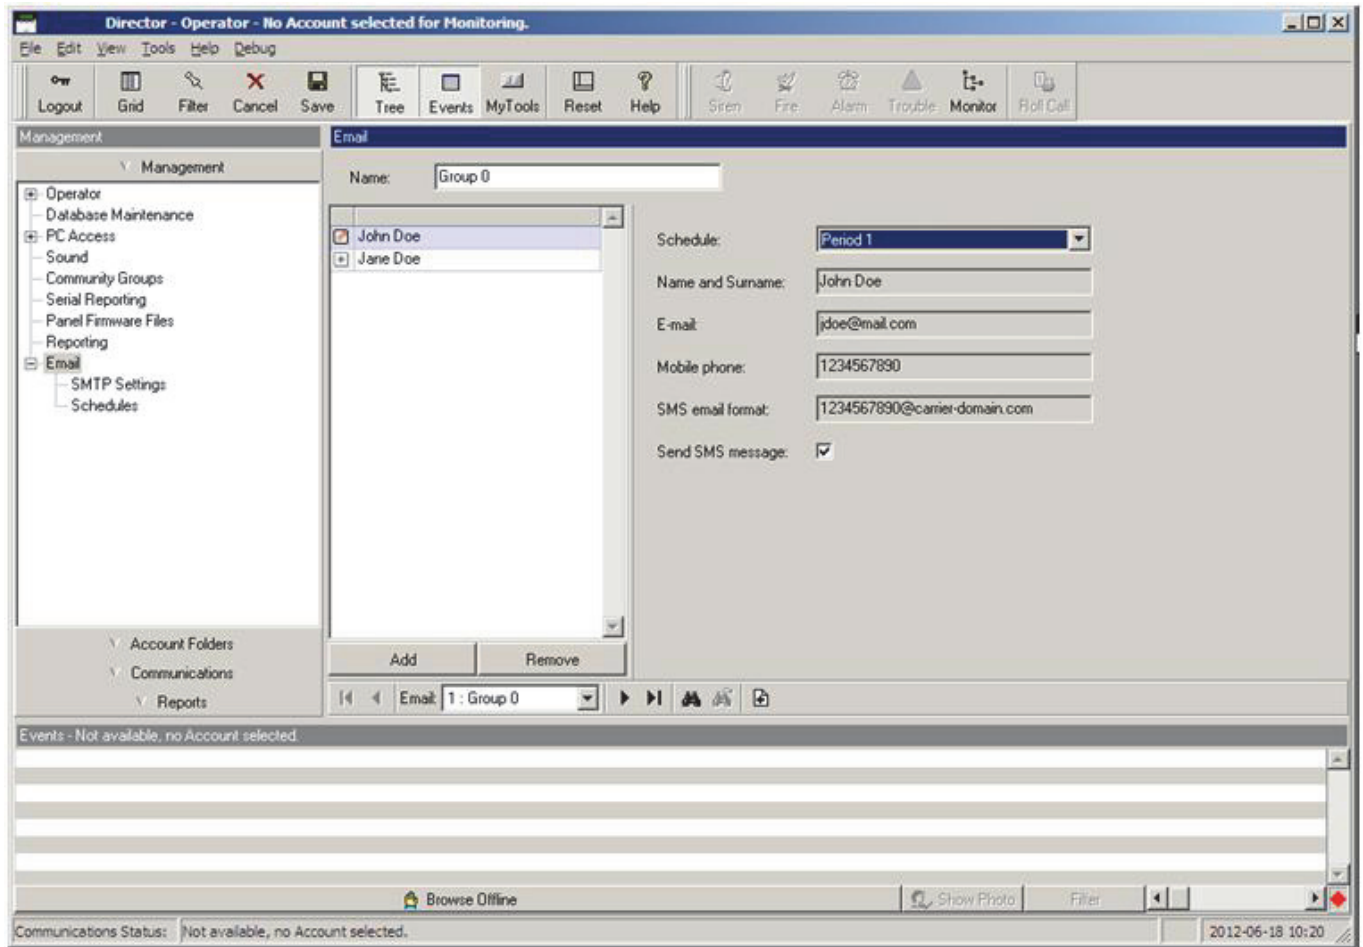 Director - Operator - No Account selected for Monitoring.
File Edit View Tools Help Debug
Logout Grid Filter Cancel Save Tree Events MyTools Reset Help Siren Fire Alarm Trouble Monitor Roll Call
Management
Management
Operator
Database Maintenance
PC Access
Sound
Community Groups
Serial Reporting
Panel Firmware Files
Reporting
Email
SMTP Settings
Schedules
Account Folders
Communications
Reports
Email
Name: Group 0
John Doe
Jane Doe
Add Remove
Schedule: Period 1
Name and Surname: John Doe
E-mail: jdoe@mail.com
Mobile phone: 1234567890
SMS email format: 1234567890@carrier-domain.com
Send SMS message:
Email: 1 : Group 0
Events - Not available, no Account selected.
Browse Offline Show Photo Filter
Communications Status: Not available, no Account selected. 2012-06-18 10:20